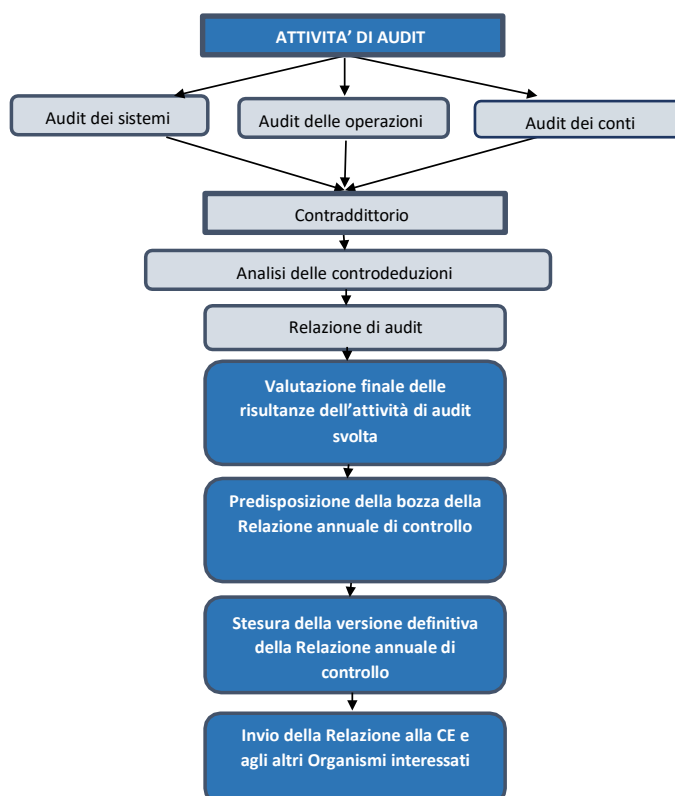 ATTIVITA' DI AUDIT
Audit dei sistemi
Audit delle operazioni
Audit dei conti
Contraddittorio
Analisi delle controdeduzioni
Relazione di audit
Valutazione finale delle
risultanze dell'attività di audit
svolta
Predisposizione della bozza della
Relazione annuale di controllo
Stesura della versione definitiva
della Relazione annuale di
controllo
Invio della Relazione alla CE e
agli altri Organismi interessati